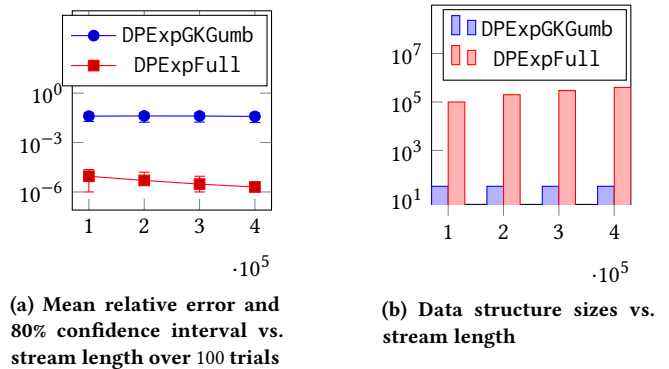 DPExpGKGumb
DPExpFull
10^0
10^−3
10^−6
1 2 3 4
·10^5
(a) Mean relative error and
80% confidence interval vs.
stream length over 100 trials
DPExpGKGumb
DPExpFull
10^7
10^5
10^3
10^1
1 2 3 4
·10^5
(b) Data structure sizes vs.
stream length